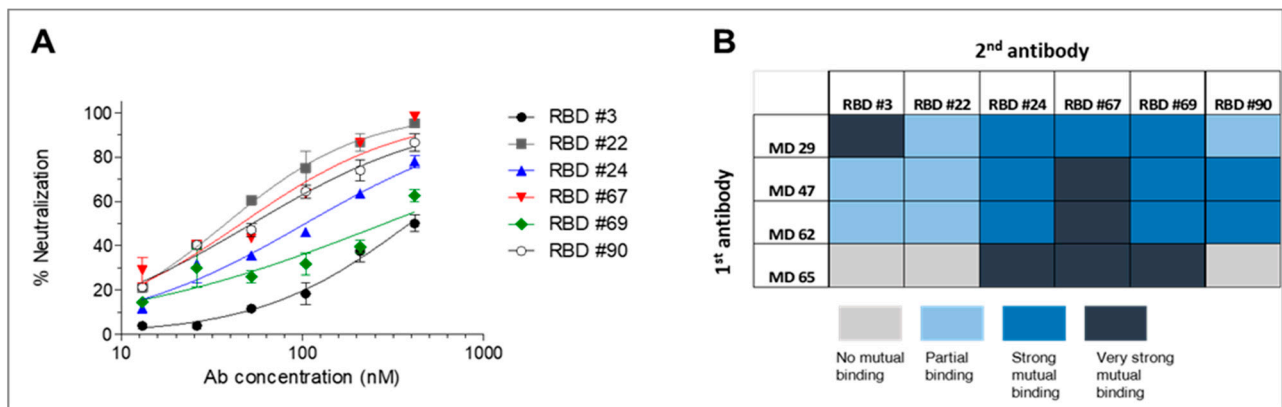 A
% Neutralization
100
80
60
40
20
0
10
100
1000
Ab concentration (nM)
RBD #3
RBD #22
RBD #24
RBD #67
RBD #69
RBD #90
B
2nd antibody
1st antibody
RBD #3 RBD #22 RBD #24 RBD #67 RBD #69 RBD #90
MD 29
MD 47
MD 62
MD 65
No mutual
binding
Partial
binding
Strong
mutual
binding
Very strong
mutual
binding